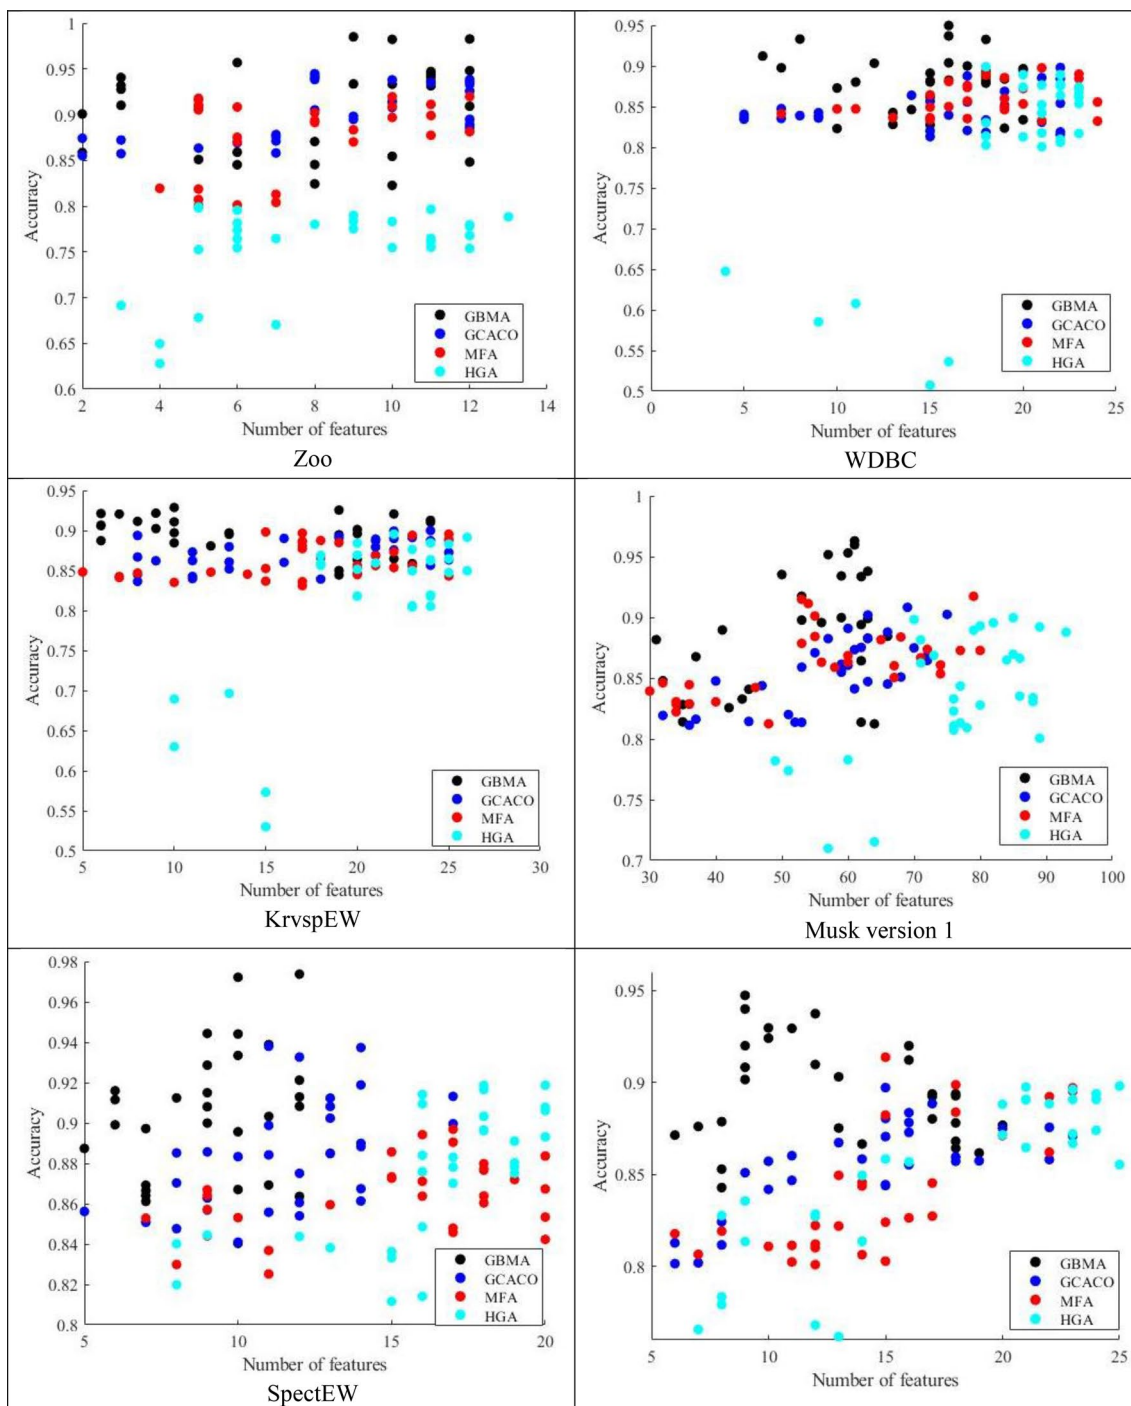 1
0.95
0.9
0.85
0.8
0.75
0.7
0.65
0.6
Accuracy
2 4 6 8 10 12 14
Number of features
GBMA
GCACO
MFA
HGA
Zoo
0.95
0.9
0.85
0.8
0.75
0.7
0.65
0.6
0.55
0.5
Accuracy
0 5 10 15 20 25
Number of features
GBMA
GCACO
MFA
HGA
WDBC
0.95
0.9
0.85
0.8
0.75
0.7
0.65
0.6
0.55
0.5
Accuracy
5 10 15 20 25 30
Number of features
GBMA
GCACO
MFA
HGA
KrvspEW
1
0.95
0.9
0.85
0.8
0.75
0.7
Accuracy
30 40 50 60 70 80 90 100
Number of features
GBMA
GCACO
MFA
HGA
Musk version 1
0.98
0.96
0.94
0.92
0.9
0.88
0.86
0.84
0.82
0.8
Accuracy
5 10 15 20
Number of features
GBMA
GCACO
MFA
HGA
SpectEW
0.95
0.9
0.85
0.8
Accuracy
5 10 15 20 25
Number of features
GBMA
GCACO
MFA
HGA